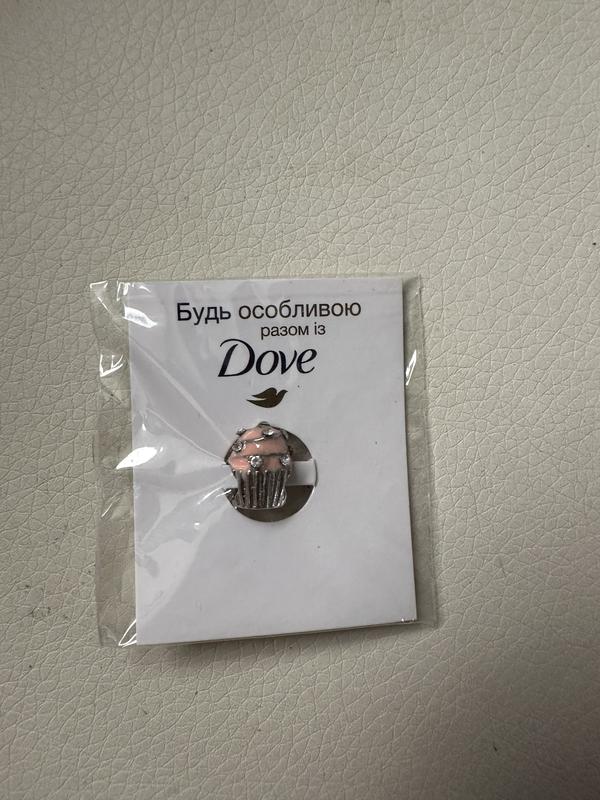 Будь особливою
разом із
Dove